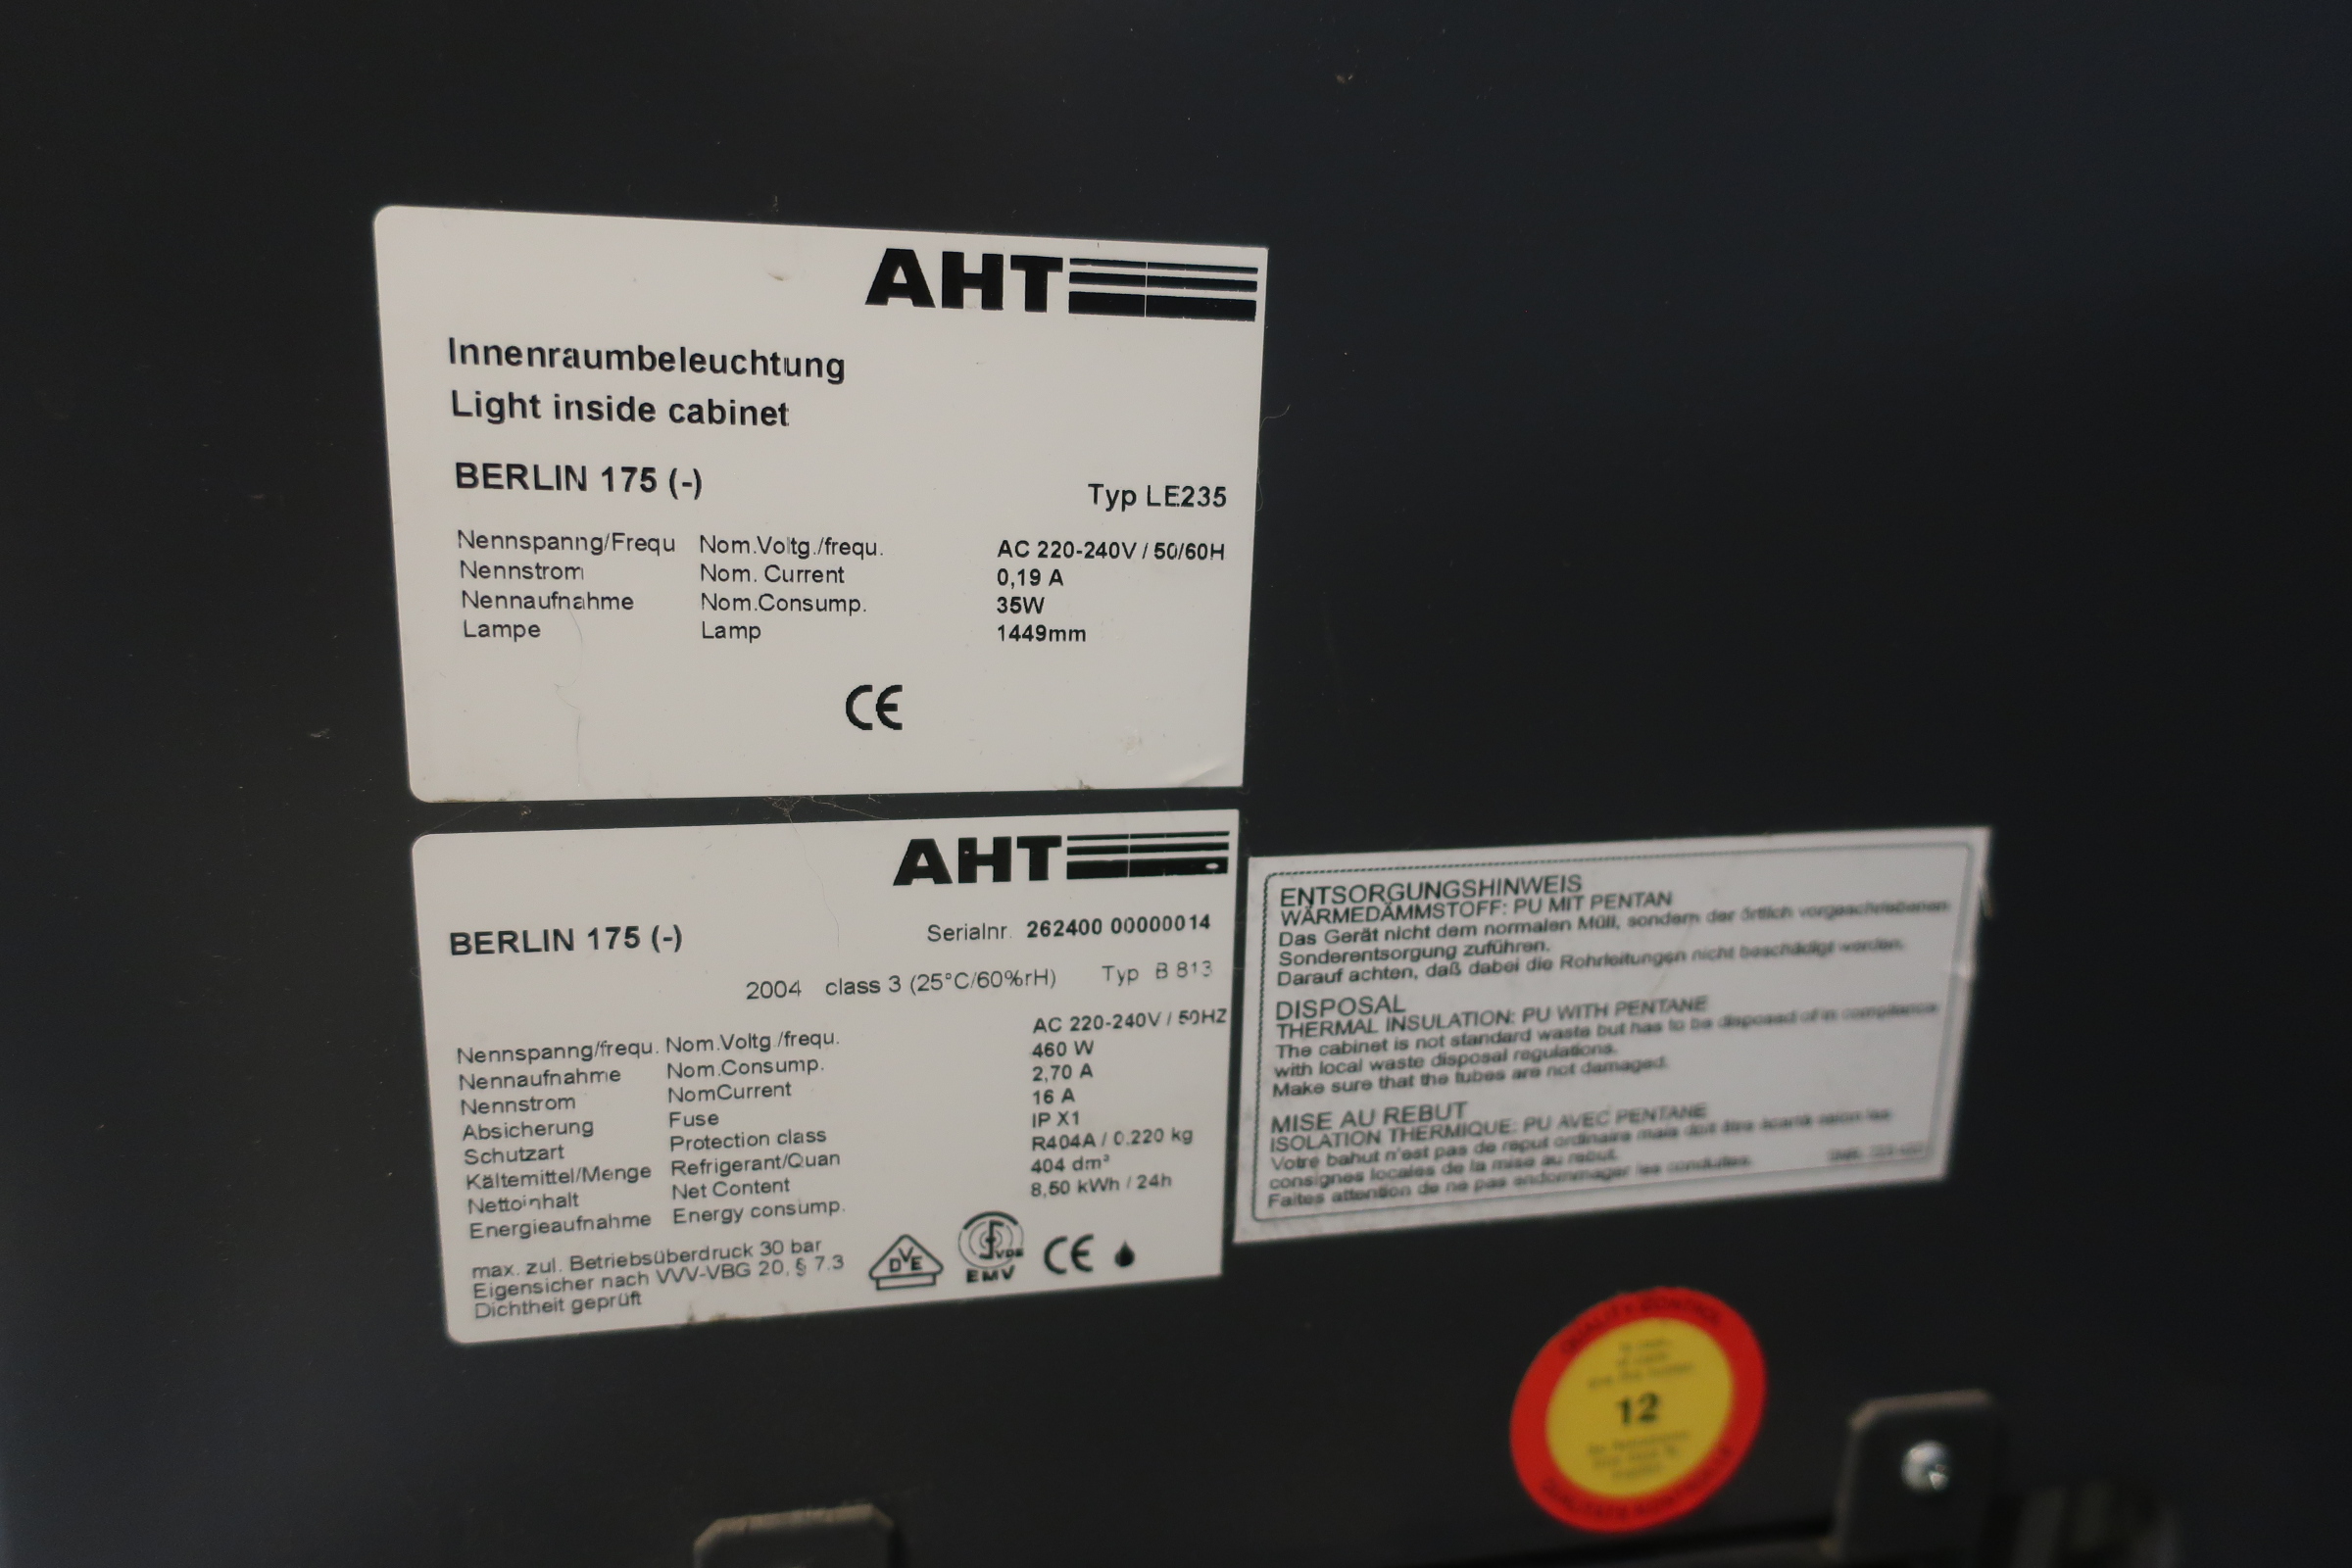 AHT
Innenraumbeleuchtung
Light inside cabinet
BERLIN 175 (-)
Typ LE235
Nennspanng/Frequ Nom.Voltg./frequ. AC 220-240V / 50/60H
Nennstrom Nom. Current 0,19 A
Nennaufnahme Nom.Consump. 35W
Lampe Lamp 1449mm
CE
AHT
BERLIN 175 (-) Serialnr. 262400 00000014
2004 class 3 (25°C/60%rH) Typ B 813
Nennspanng/frequ. Nom.Voltg./frequ. AC 220-240V / 50HZ
Nennaufnahme Nom.Consump. 460 W
Nennstrom NomCurrent 2,70 A
Absicherung Fuse 16 A
Schutzart Protection class IP X1
Kältemittel/Menge Refrigerant/Quan R404A / 0.220 kg
Nettoinhalt Net Content 404 dm³
Energieaufnahme Energy consump. 8,50 kWh / 24h
max. zul. Betriebsüberdruck 30 bar
Eigensicher nach VVV-VBG 20, § 7.3
Dichtheit geprüft
DVE
VDE
EMV
CE
ENTSORGUNGSHINWEIS
WÄRMEDÄMMSTOFF: PU MIT PENTAN
Das Gerät nicht dem normalen Müll, sondern der örtlich vorgeschriebenen
Sonderentsorgung zuführen.
Darauf achten, daß dabei die Rohrleitungen nicht beschädigt werden.
DISPOSAL
THERMAL INSULATION: PU WITH PENTANE
The cabinet is not standard waste but has to be disposed of in compliance
with local waste disposal regulations.
Make sure that the tubes are not damaged.
MISE AU REBUT
ISOLATION THERMIQUE: PU AVEC PENTANE
Votre bahut n'est pas de reput ordinaire mais doit être écarté selon les
consignes locales de la mise au rebut.
Faites attention de ne pas endommager les conduites.
QUALITY CONTROL
12
QUALITÄTSKONTROLLE